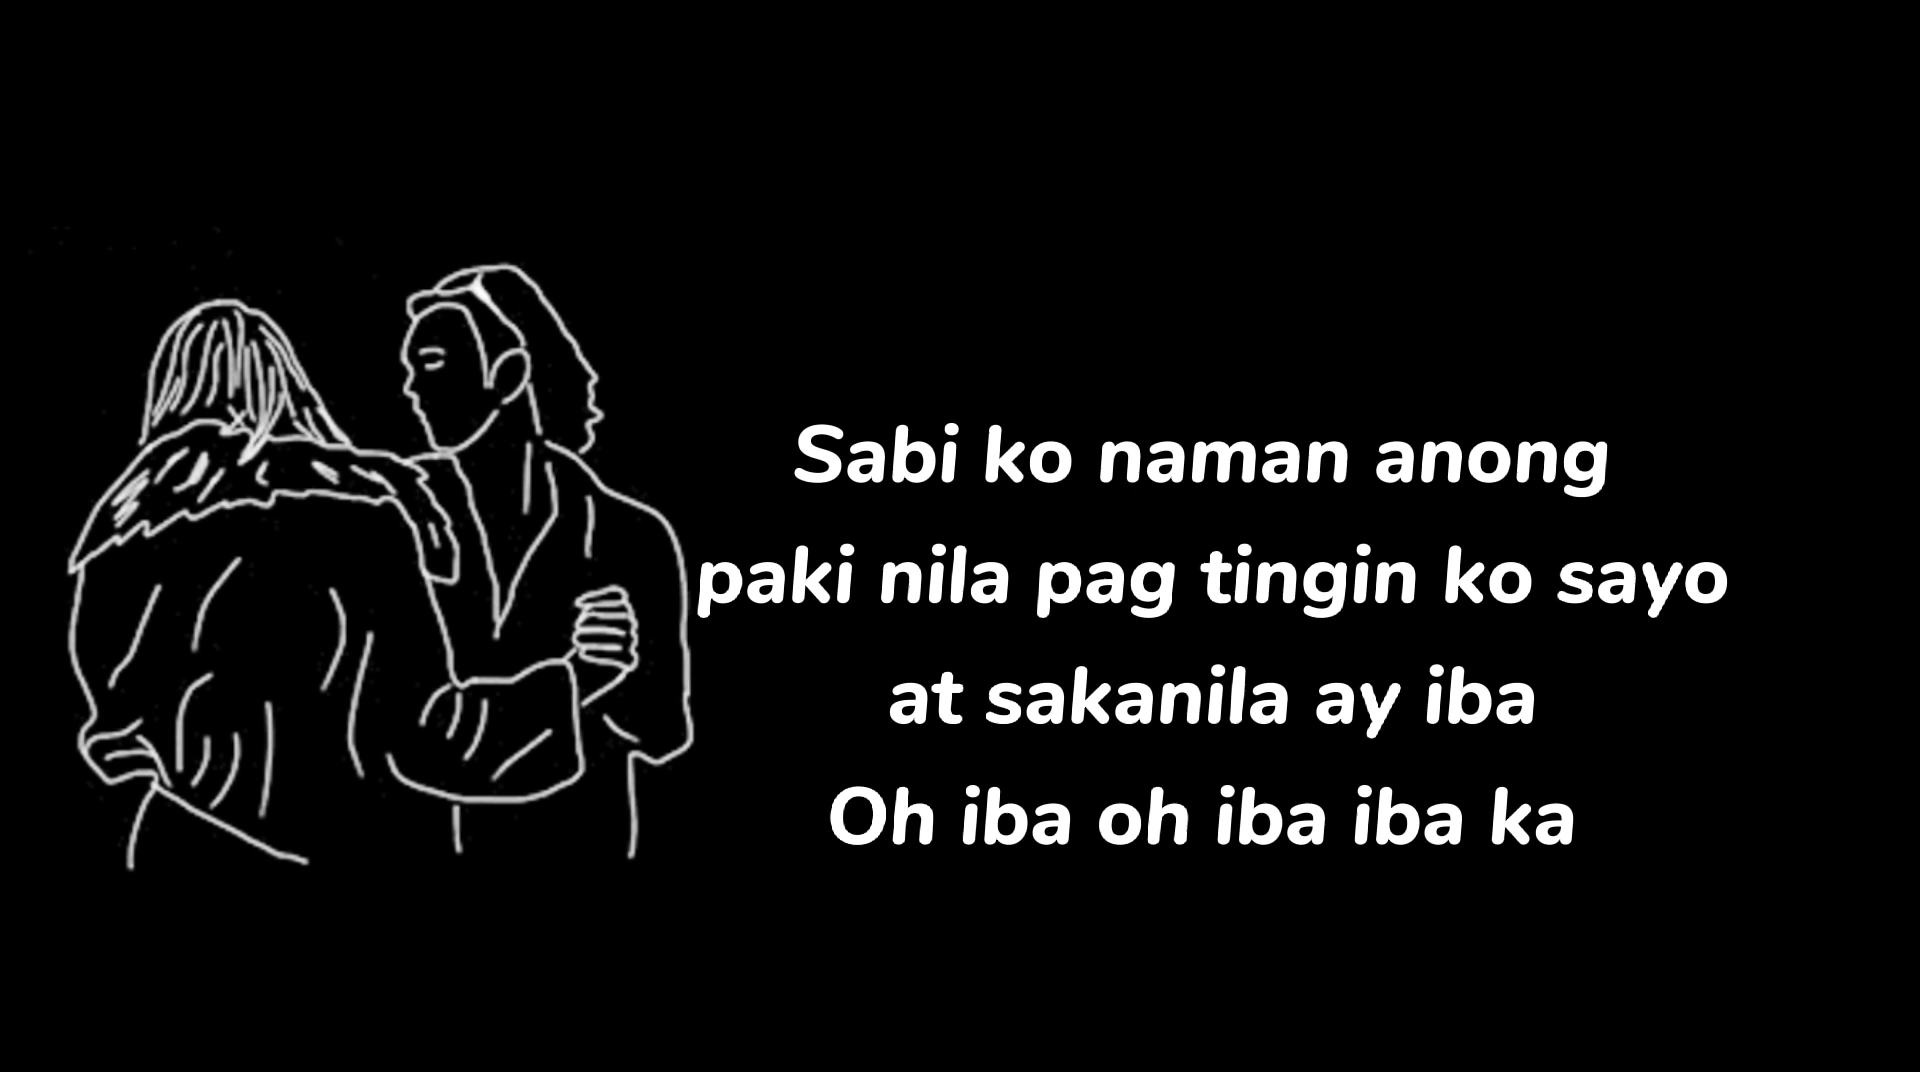 Sabi ko naman anong
paki nila pag tingin ko sayo
at sakanila ay iba
Oh iba oh iba iba ka